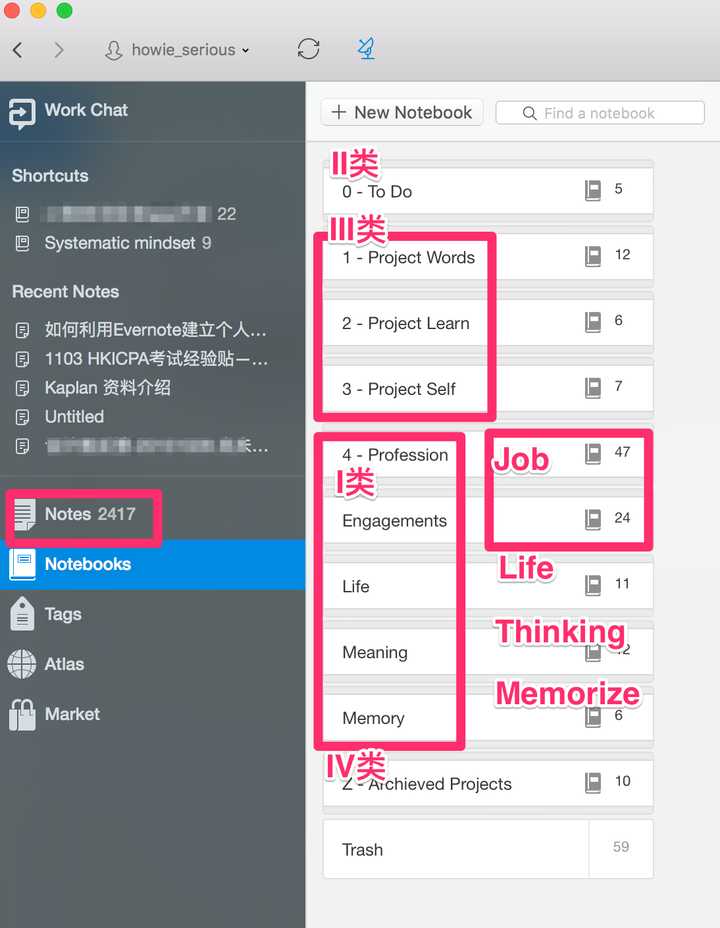 howie_serious
Work Chat
Shortcuts
22
Systematic mindset 9
Recent Notes
如何利用Evernote建立个人...
1103 HKICPA考试经验贴—...
Kaplan 资料介绍
Untitled
...
Notes 2417
Notebooks
Tags
Atlas
Market
+ New Notebook
Find a notebook
II类
0 - To Do 5
III类
1 - Project Words 12
2 - Project Learn 6
3 - Project Self 7
4 - Profession 47
Job
I类
Engagements 24
Life
Life 11
Thinking
Meaning 12
Memorize
Memory 6
IV类
Z - Archieved Projects 10
Trash 59